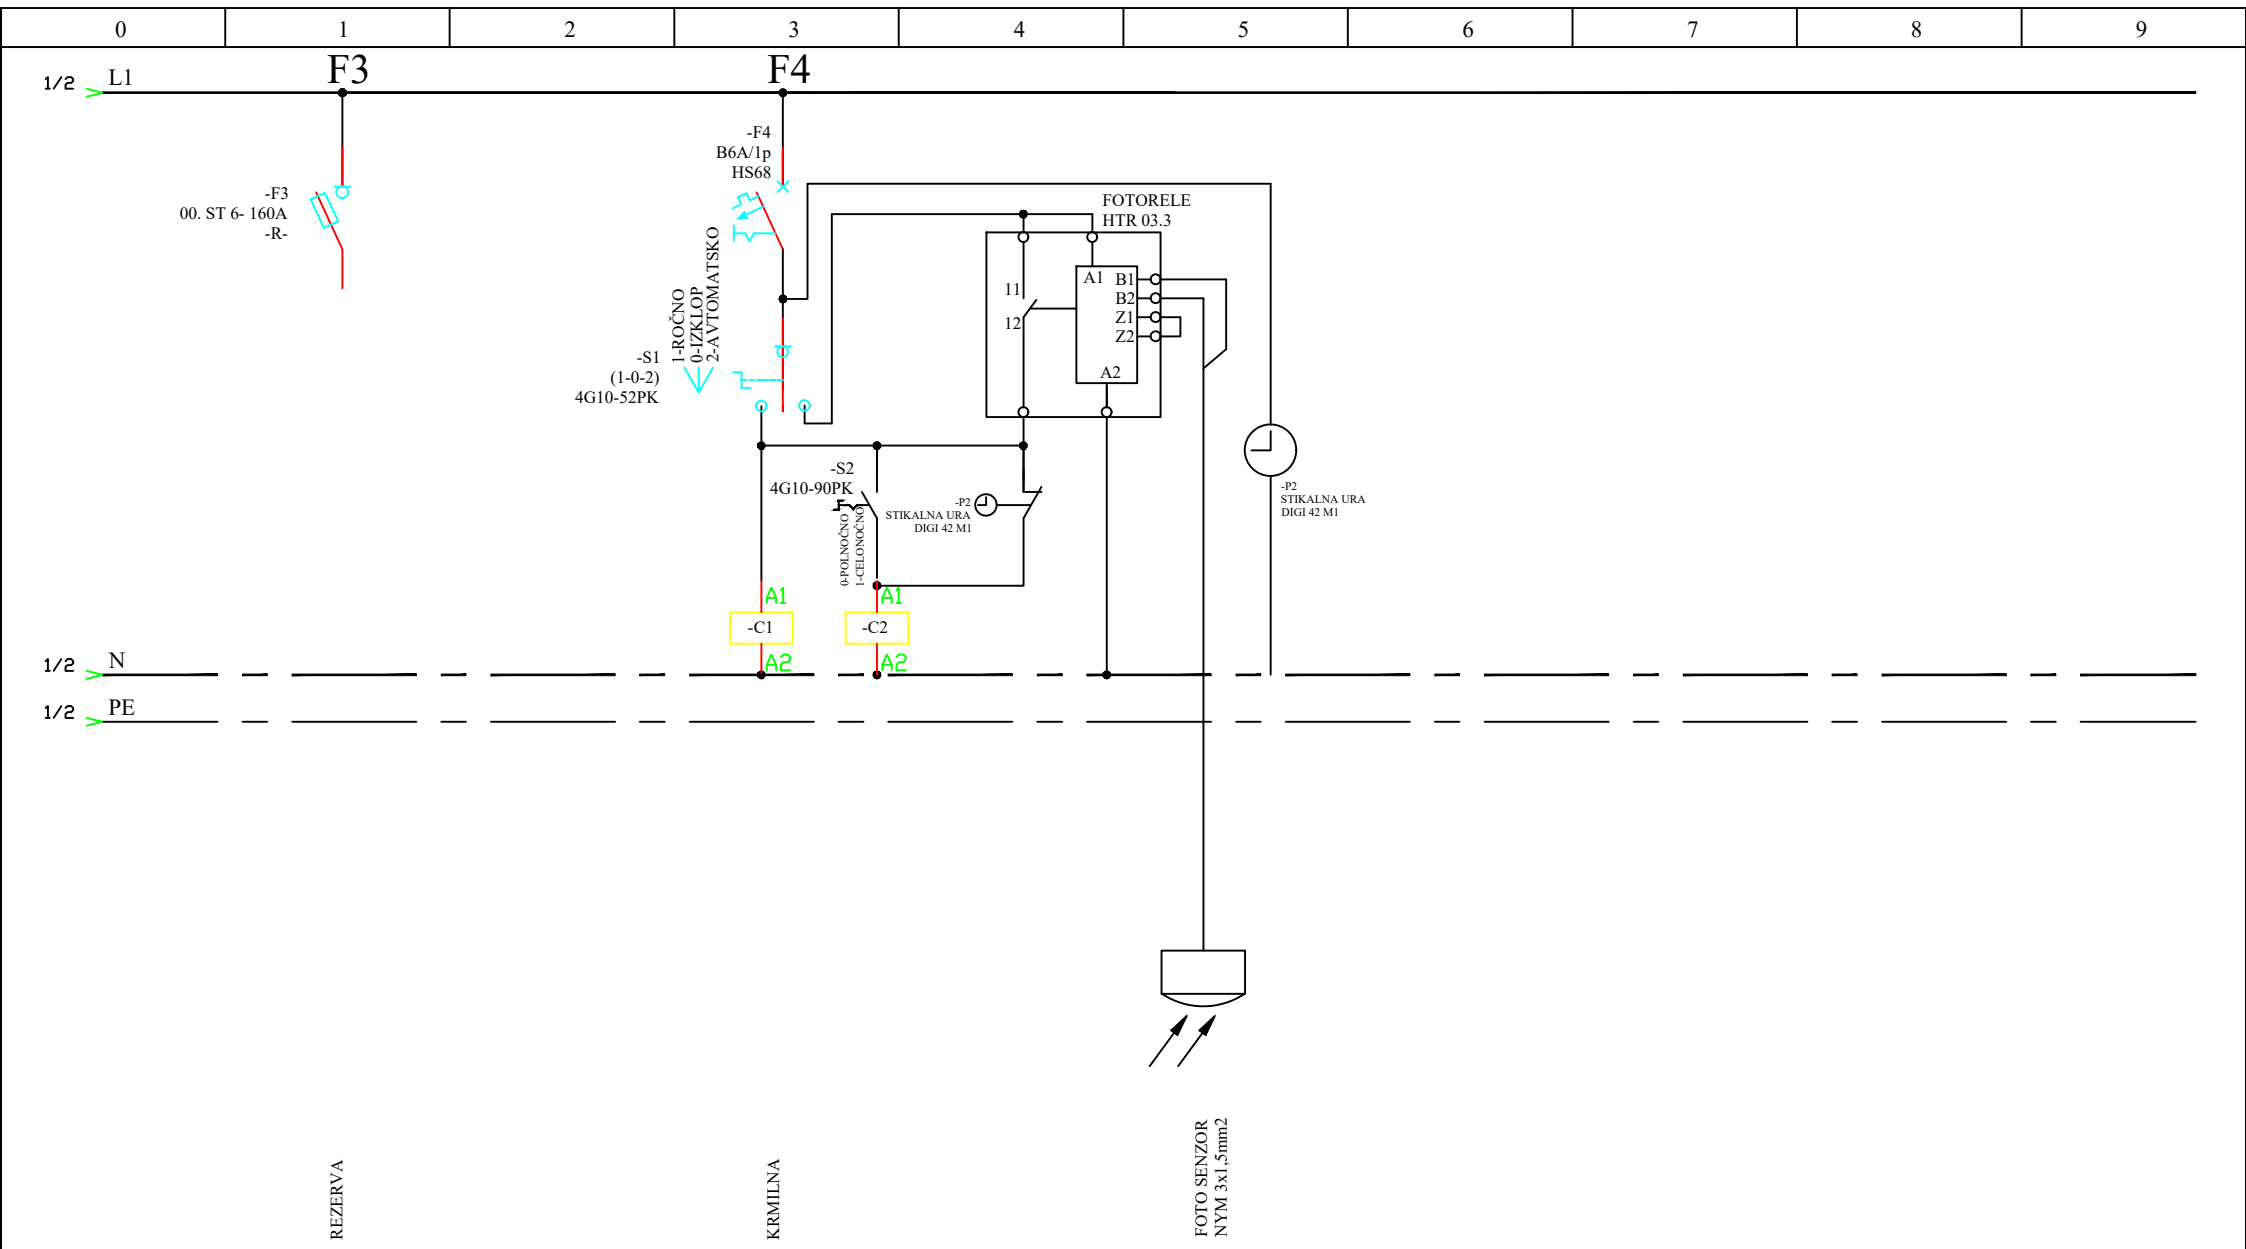 0 1 2 3 4 5 6 7 8 9
F3 F4
1/2 L1
-F4
B6A/1p
HS68
-F3
00. ST 6- 160A
-R-
1-ROČNO
0-IZKLOP
2-AVTOMATSKO
-S1
(1-0-2)
4G10-52PK
FOTORELE
HTR 03.3
A1 B1
B2
Z1
Z2
A2
11
12
-S2
4G10-90PK
0-POLNOČNO
1-CELONOČNO
-P2
STIKALNA URA
DIGI 42 M1
-P2
STIKALNA URA
DIGI 42 M1
A1 A1
-C1 -C2
A2 A2
1/2 N
1/2 PE
REZERVA
KRMILNA
FOTO SENZOR
NYM 3x1,5mm2